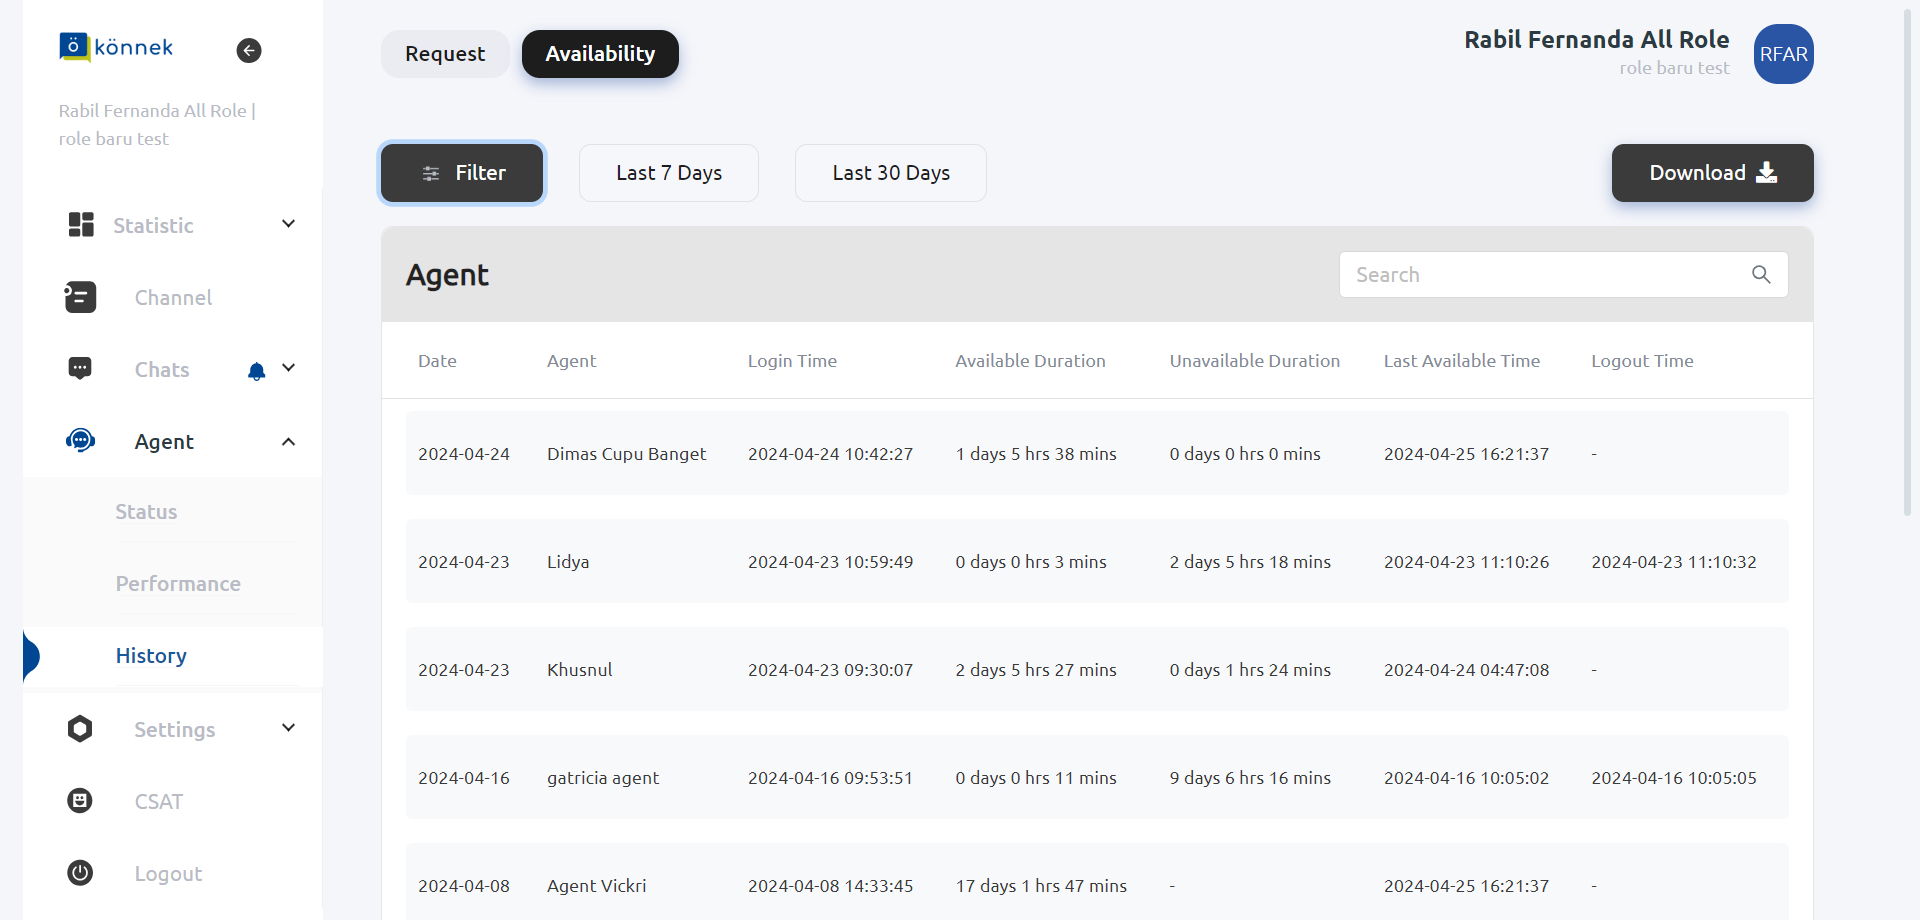 ö könnek
Rabil Fernanda All Role |
role baru test
Statistic
Channel
Chats
Agent
Status
Performance
History
Settings
CSAT
Logout
Request
Availability
Rabil Fernanda All Role
role baru test
RFAR
Filter
Last 7 Days
Last 30 Days
Download
Agent
Search
Date Agent Login Time Available Duration Unavailable Duration Last Available Time Logout Time
2024-04-24 Dimas Cupu Banget 2024-04-24 10:42:27 1 days 5 hrs 38 mins 0 days 0 hrs 0 mins 2024-04-25 16:21:37 -
2024-04-23 Lidya 2024-04-23 10:59:49 0 days 0 hrs 3 mins 2 days 5 hrs 18 mins 2024-04-23 11:10:26 2024-04-23 11:10:32
2024-04-23 Khusnul 2024-04-23 09:30:07 2 days 5 hrs 27 mins 0 days 1 hrs 24 mins 2024-04-24 04:47:08 -
2024-04-16 gatricia agent 2024-04-16 09:53:51 0 days 0 hrs 11 mins 9 days 6 hrs 16 mins 2024-04-16 10:05:02 2024-04-16 10:05:05
2024-04-08 Agent Vickri 2024-04-08 14:33:45 17 days 1 hrs 47 mins - 2024-04-25 16:21:37 -